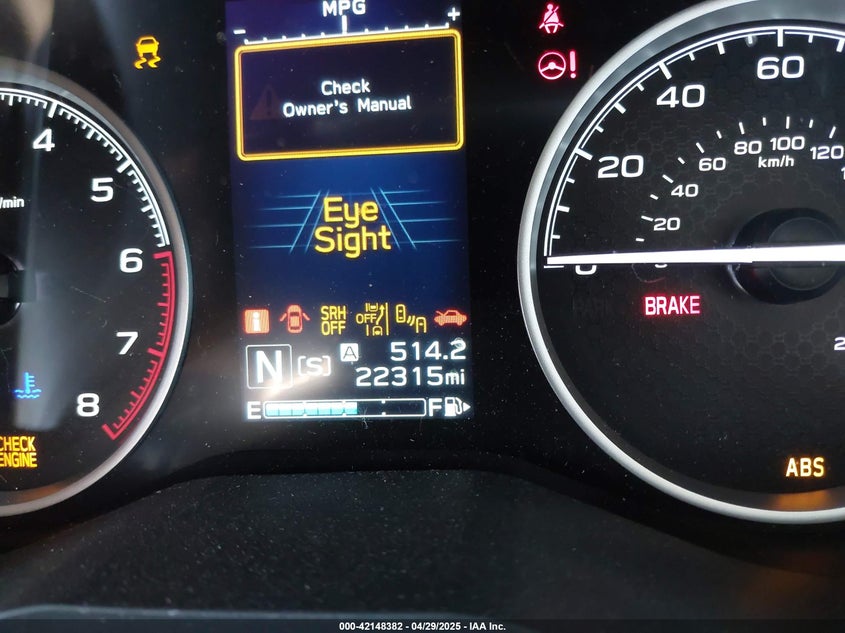 MPG
- +
Check
Owner's Manual
Eye
Sight
SRH
OFF
OFF
A
N [S] A 514.2
22315mi
E F
4
5
6
7
8
/min
CHECK
ENGINE
0
20
40
60
20
40
60
80
100
120
km/h
BRAKE
ABS
000-42148382 - 04/29/2025 - IAA Inc.